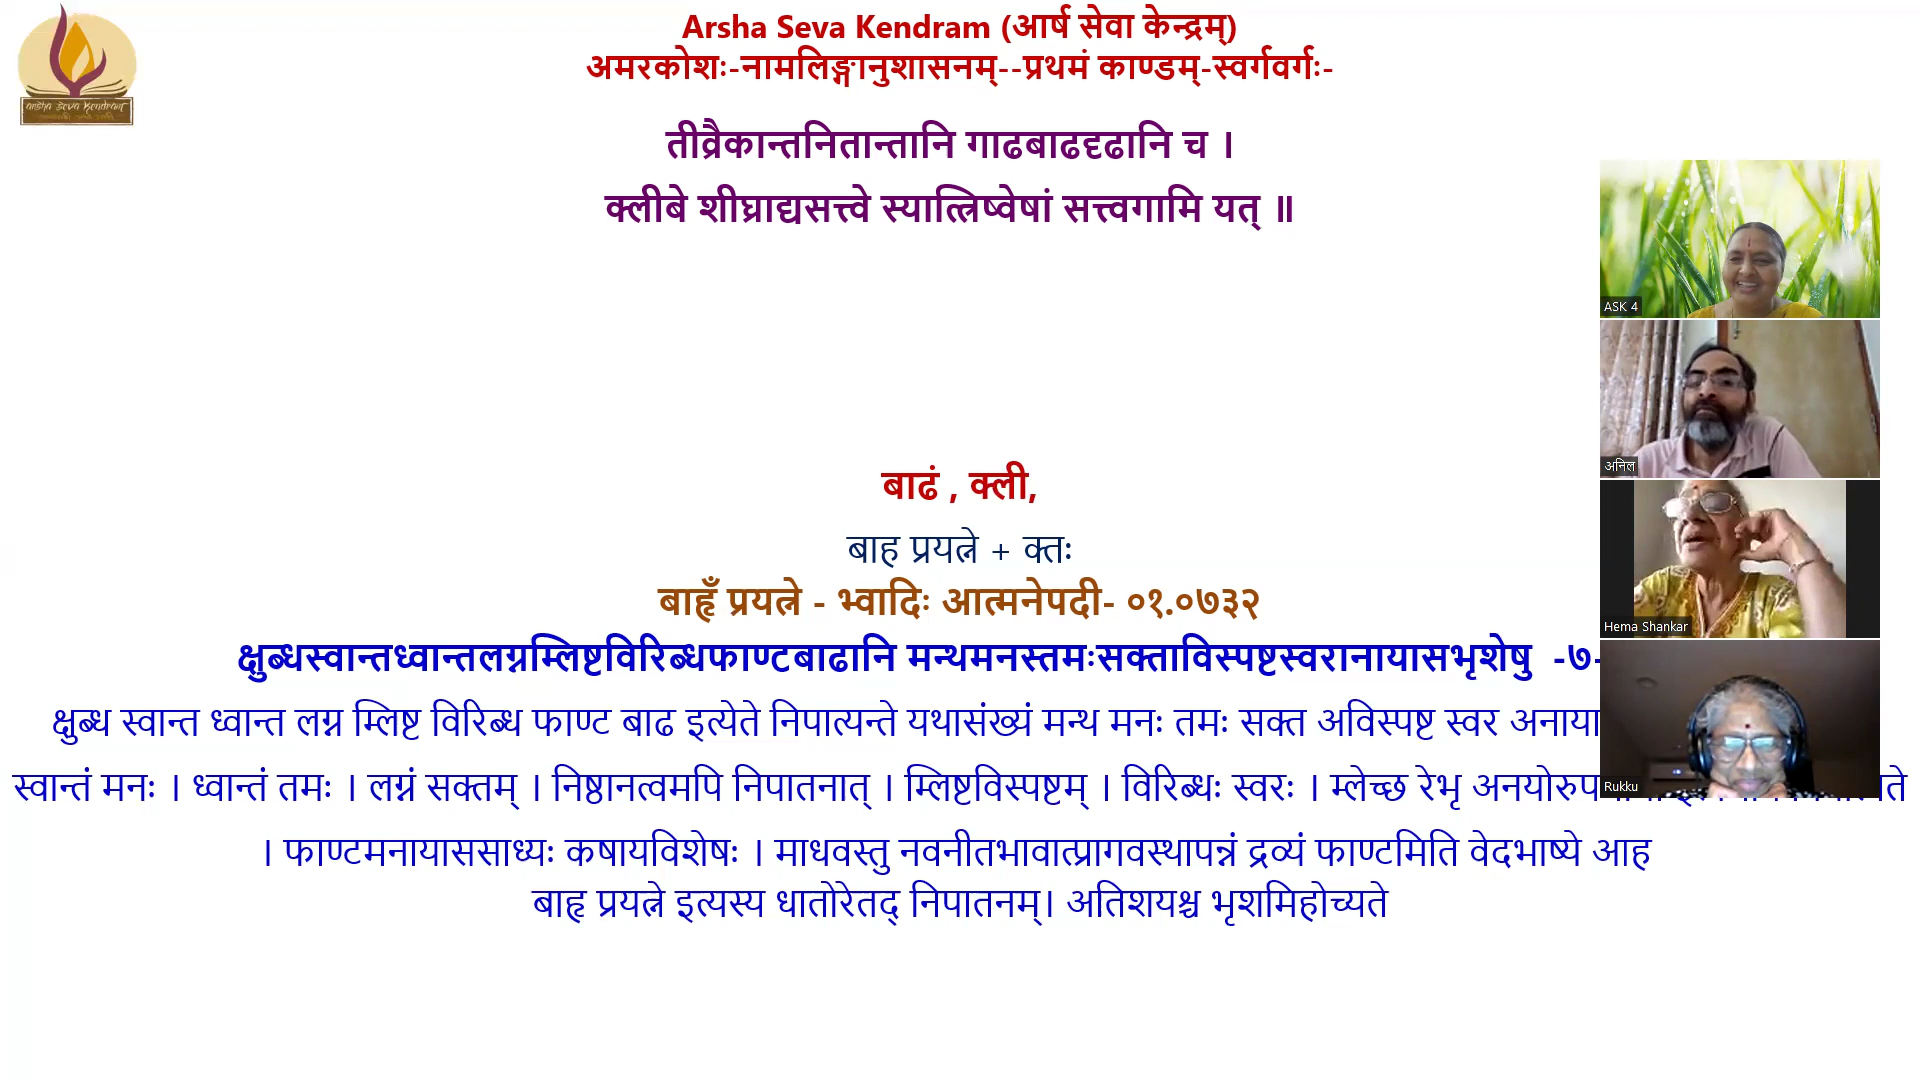 Arsha Seva Kendram (आर्ष सेवा केन्द्रम्)
अमरकोशः-नामलिङ्गानुशासनम्--प्रथमं काण्डम्-स्वर्गवर्गः-
arsha seva kendram
तीव्रैकान्तनितान्तानि गाढबाढदृढानि च ।
क्लीबे शीघ्राद्यसत्त्वे स्यात्त्रिष्वेषां सत्त्वगामि यत् ॥
ASK 4
अनिल
बाढं , क्ली,
बाह प्रयत्ने + क्तः
बाहृँ प्रयत्ने - भ्वादिः आत्मनेपदी- ०१.०७३२
Hema Shankar
क्षुब्धस्वान्तध्वान्तलग्नम्लिष्टविरिब्धफाण्टबाढानि मन्थमनस्तमःसक्ताविस्पष्टस्वरानायासभृशेषु -७-
क्षुब्ध स्वान्त ध्वान्त लग्न म्लिष्ट विरिब्ध फाण्ट बाढ इत्येते निपात्यन्ते यथासंख्यं मन्थ मनः तमः सक्त अविस्पष्ट स्वर
स्वान्तं मनः । ध्वान्तं तमः । लग्नं सक्तम् । निष्ठानत्वमपि निपातनात् । म्लिष्टविस्पष्टम् । विरिब्धः स्वरः । म्लेच्छ रेभृ
Rukku
। फाण्टमनायाससाध्यः कषायविशेषः । माधवस्तु नवनीतभावात्प्रागवस्थापन्नं द्रव्यं फाण्टमिति वेदभाष्ये आह
बाहृ प्रयत्ने इत्यस्य धातोरेतद् निपातनम्। अतिशयश्च भृशमिहोच्यते